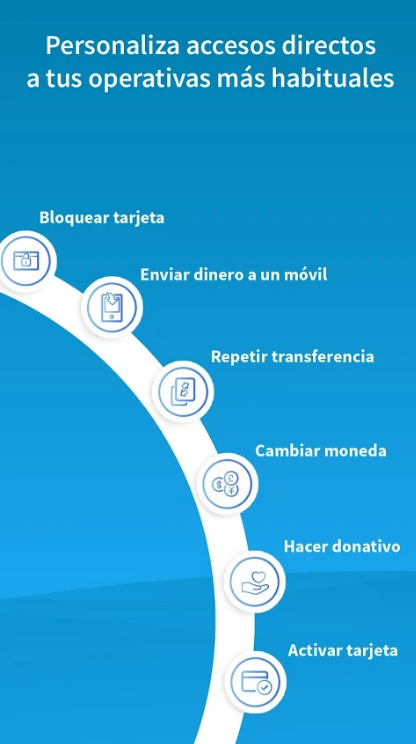 Personaliza accesos directos
a tus operativas más habituales
Bloquear tarjeta
Enviar dinero a un móvil
Repetir transferencia
Cambiar moneda
$ £ ¥
Hacer donativo
Activar tarjeta